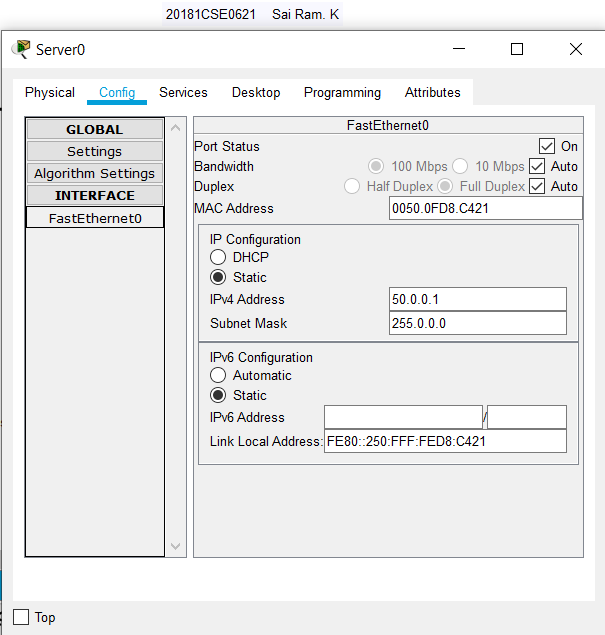 20181CSE0621 Sai Ram. K
Server0
Physical Config Services Desktop Programming Attributes
GLOBAL
Settings
Algorithm Settings
INTERFACE
FastEthernet0
FastEthernet0
Port Status On
Bandwidth 100 Mbps 10 Mbps Auto
Duplex Half Duplex Full Duplex Auto
MAC Address 0050.0FD8.C421
IP Configuration
DHCP
Static
IPv4 Address 50.0.0.1
Subnet Mask 255.0.0.0
IPv6 Configuration
Automatic
Static
IPv6 Address /
Link Local Address: FE80::250:FFF:FED8:C421
Top